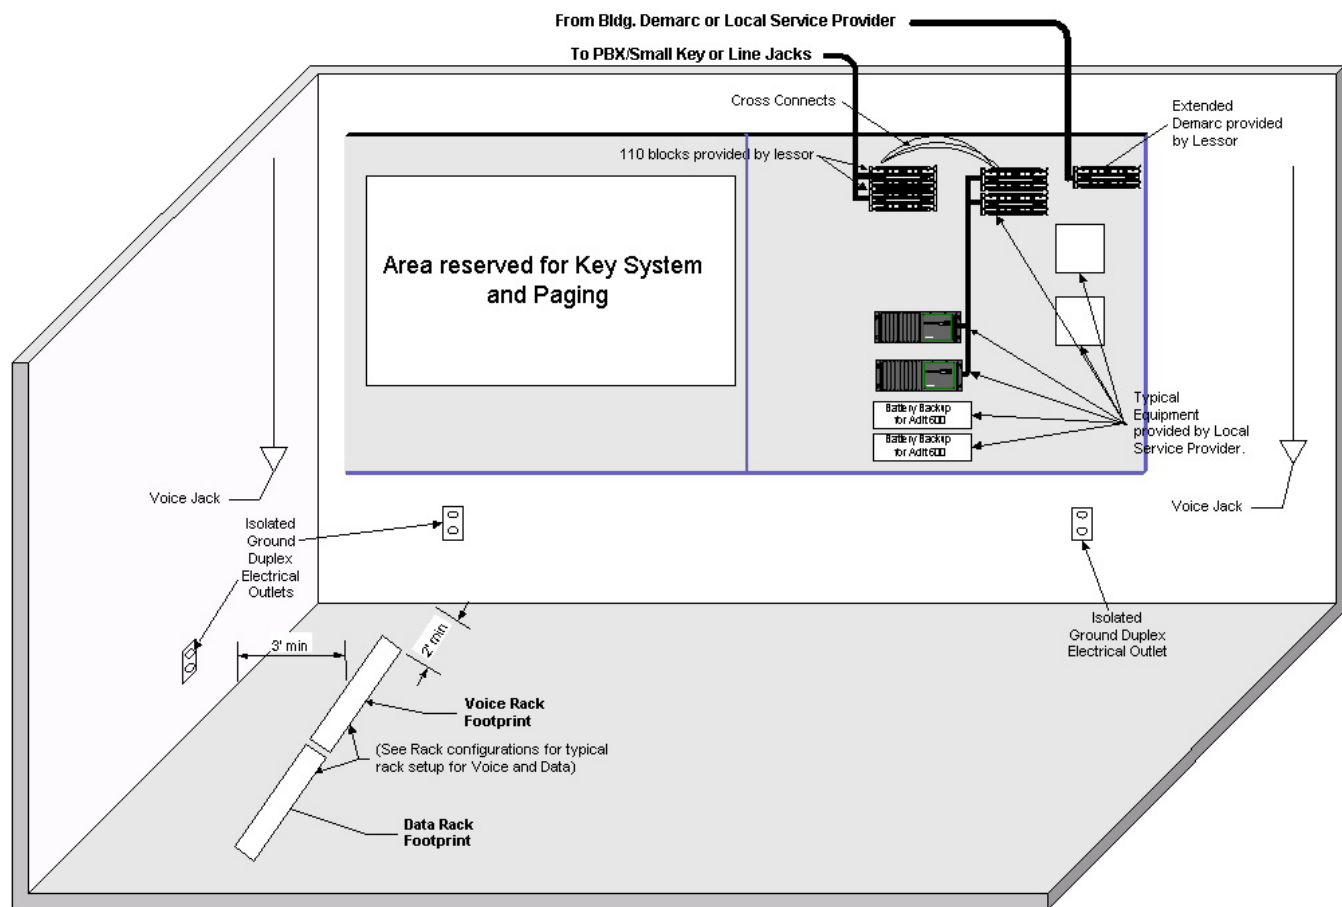 From Bldg. Demarc or Local Service Provider
To PBX/Small Key or Line Jacks
Cross Connects
Extended
Demarc provided
by Lessor
110 blocks provided by lessor
Area reserved for Key System
and Paging
Typical
Equipment
provided by Local
Service Provider.
Battery Backup
for Adit 600
Battery Backup
for Adit 600
Voice Jack
Voice Jack
Isolated
Ground
Duplex
Electrical
Outlets
Isolated
Ground Duplex
Electrical Outlet
3' min
2' min
Voice Rack
Footprint
(See Rack configurations for typical
rack setup for Voice and Data)
Data Rack
Footprint